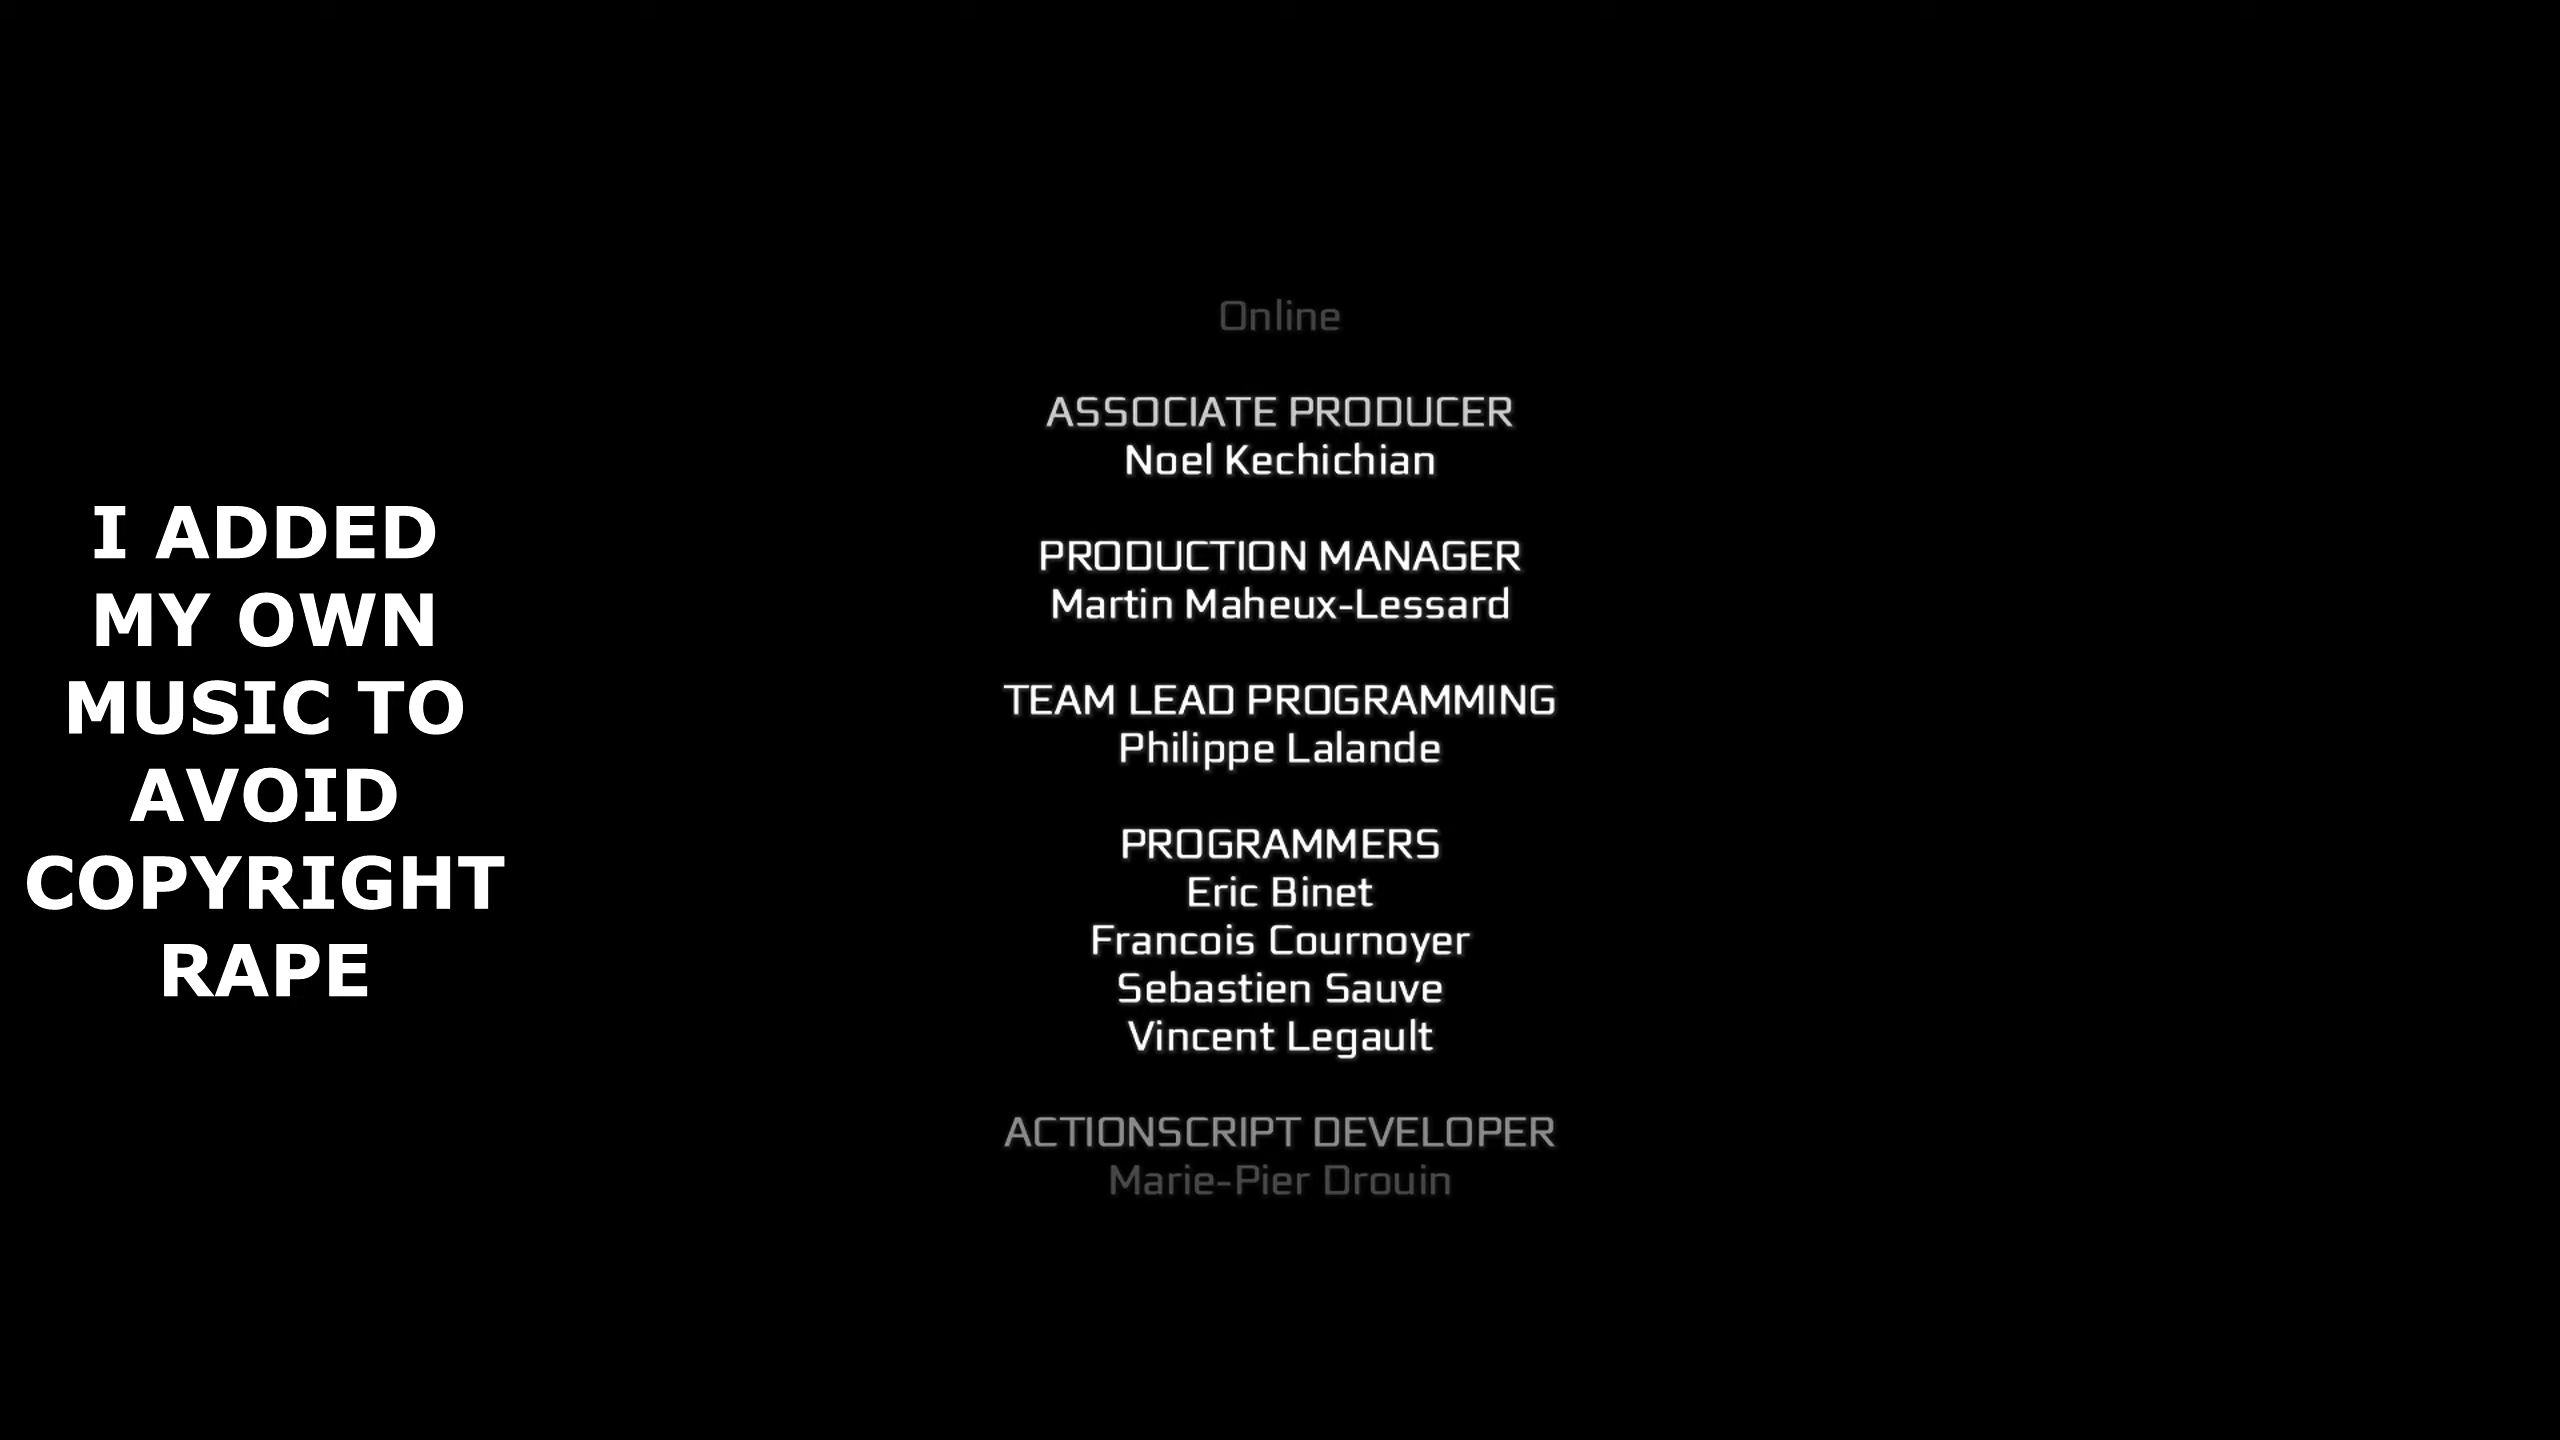 I ADDED
MY OWN
MUSIC TO
AVOID
COPYRIGHT
RAPE
Online
ASSOCIATE PRODUCER
Noel Kechichian
PRODUCTION MANAGER
Martin Maheux-Lessard
TEAM LEAD PROGRAMMING
Philippe Lalande
PROGRAMMERS
Eric Binet
Francois Cournoyer
Sebastien Sauve
Vincent Legault
ACTIONSCRIPT DEVELOPER
Marie-Pier Drouin